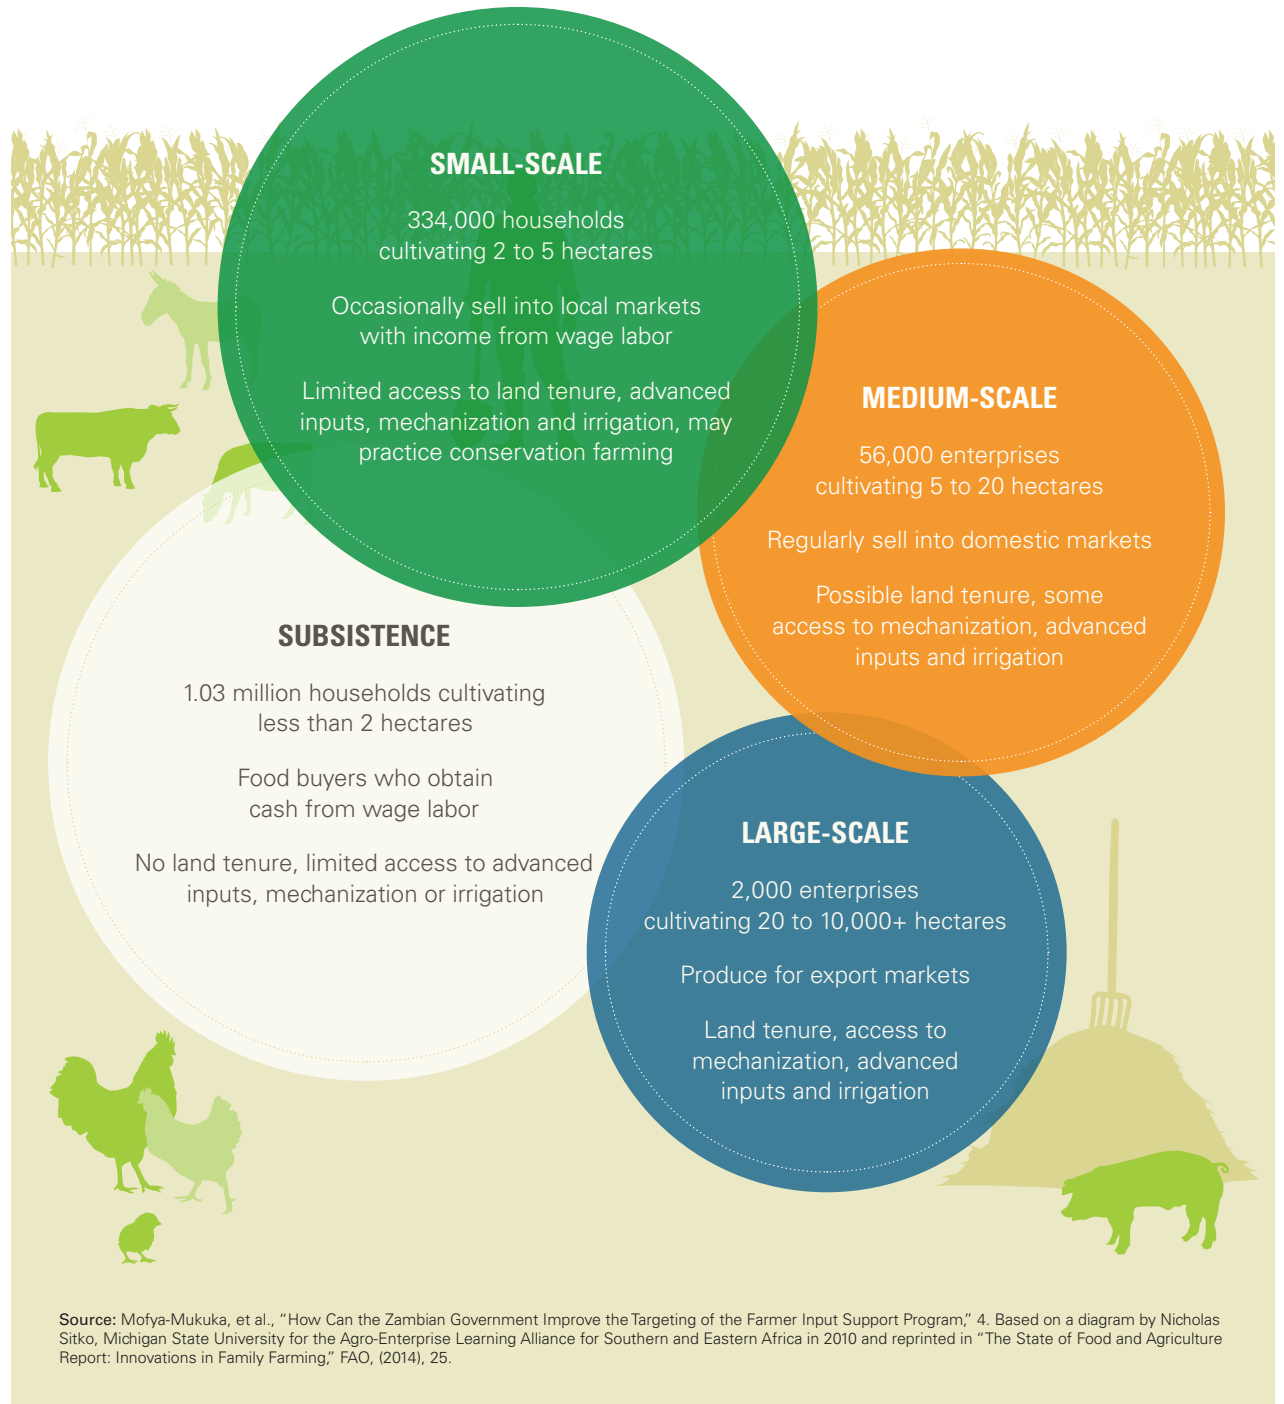 SMALL-SCALE
334,000 households
cultivating 2 to 5 hectares
Occasionally sell into local markets
with income from wage labor
Limited access to land tenure, advanced
inputs, mechanization and irrigation, may
practice conservation farming
MEDIUM-SCALE
56,000 enterprises
cultivating 5 to 20 hectares
Regularly sell into domestic markets
Possible land tenure, some
access to mechanization, advanced
inputs and irrigation
SUBSISTENCE
1.03 million households cultivating
less than 2 hectares
Food buyers who obtain
cash from wage labor
No land tenure, limited access to advanced
inputs, mechanization or irrigation
LARGE-SCALE
2,000 enterprises
cultivating 20 to 10,000+ hectares
Produce for export markets
Land tenure, access to
mechanization, advanced
inputs and irrigation
Source: Mofya-Mukuka, et al., “How Can the Zambian Government Improve the Targeting of the Farmer Input Support Program,” 4. Based on a diagram by Nicholas
Sitko, Michigan State University for the Agro-Enterprise Learning Alliance for Southern and Eastern Africa in 2010 and reprinted in “The State of Food and Agriculture
Report: Innovations in Family Farming,” FAO, (2014), 25.